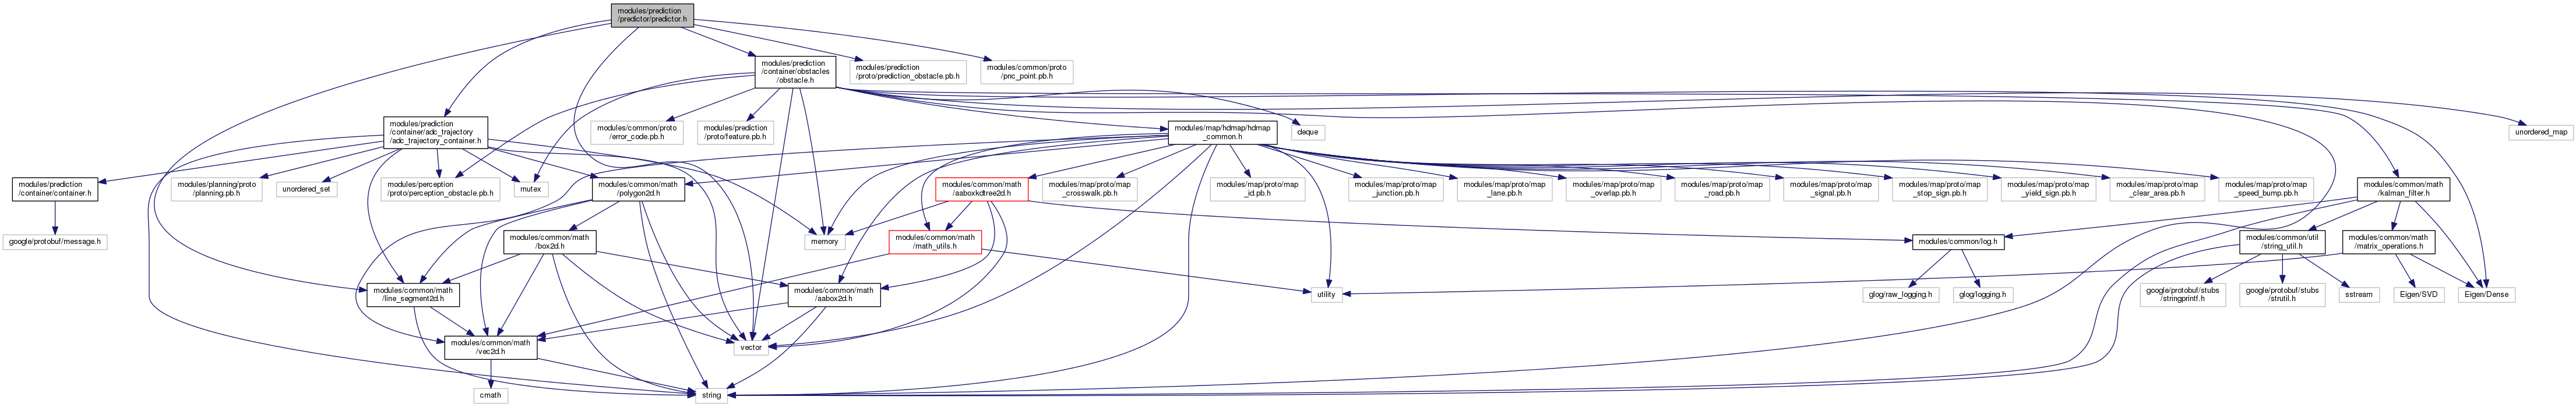 modules/prediction
/predictor/predictor.h
modules/prediction
/container/obstacles
/obstacle.h
modules/prediction
/proto/prediction_obstacle.pb.h
modules/common/proto
/pnc_point.pb.h
modules/prediction
/container/adc_trajectory
/adc_trajectory_container.h
modules/common/proto
/error_code.pb.h
modules/prediction
/proto/feature.pb.h
modules/map/hdmap/hdmap
_common.h
deque
unordered_map
modules/prediction
/container/container.h
modules/planning/proto
/planning.pb.h
unordered_set
modules/perception
/proto/perception_obstacle.pb.h
mutex
modules/common/math
/polygon2d.h
modules/common/math
/aaboxkdtree2d.h
modules/map/proto/map
_crosswalk.pb.h
modules/map/proto/map
_id.pb.h
modules/map/proto/map
_junction.pb.h
modules/map/proto/map
_lane.pb.h
modules/map/proto/map
_overlap.pb.h
modules/map/proto/map
_road.pb.h
modules/map/proto/map
_signal.pb.h
modules/map/proto/map
_stop_sign.pb.h
modules/map/proto/map
_yield_sign.pb.h
modules/map/proto/map
_clear_area.pb.h
modules/map/proto/map
_speed_bump.pb.h
modules/common/math
/kalman_filter.h
google/protobuf/message.h
modules/common/math
/box2d.h
memory
modules/common/math
/math_utils.h
modules/common/log.h
modules/common/util
/string_util.h
modules/common/math
/matrix_operations.h
modules/common/math
/line_segment2d.h
modules/common/math
/aabox2d.h
utility
glog/raw_logging.h
glog/logging.h
google/protobuf/stubs
/stringprintf.h
google/protobuf/stubs
/strutil.h
sstream
Eigen/SVD
Eigen/Dense
modules/common/math
/vec2d.h
vector
cmath
string